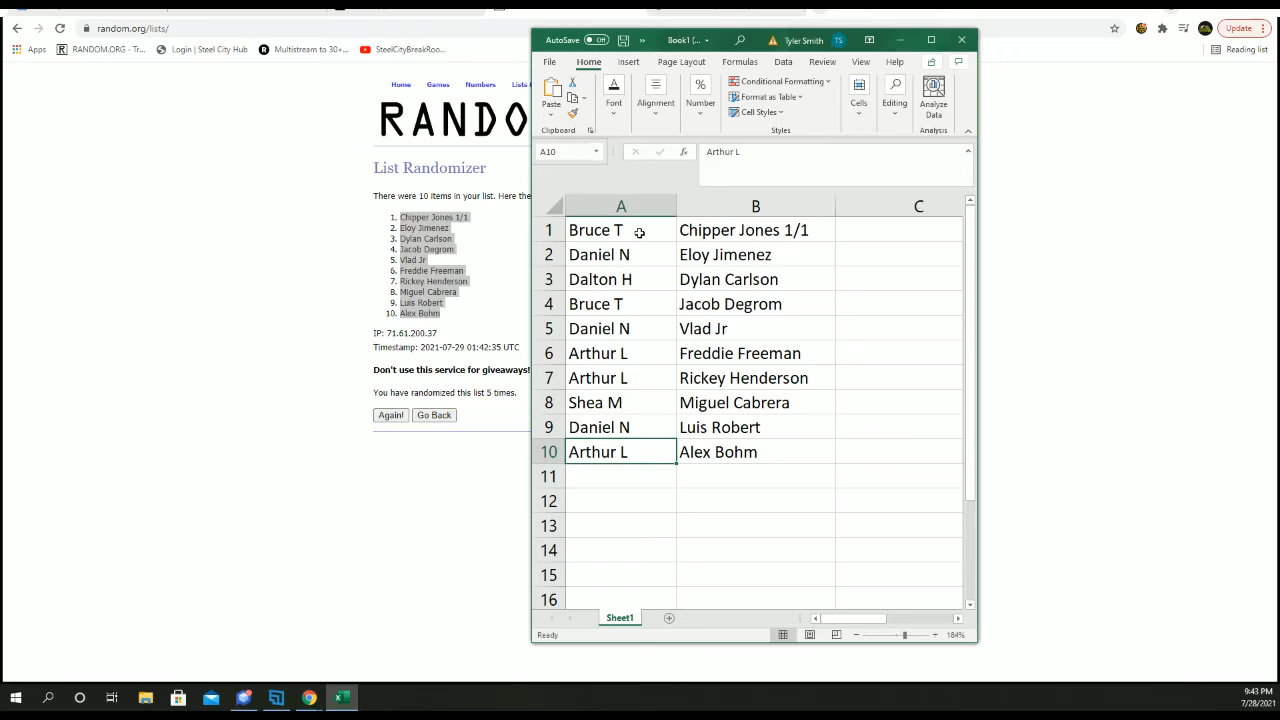 random.org/lists/
Update
Apps
RANDOM.ORG - Tr...
Login | Steel City Hub
Multistream to 30+...
SteelCityBreakRoo...
Reading list
Home Games Numbers Lists
RANDO
List Randomizer
There were 10 items in your list. Here the
1. Chipper Jones 1/1
2. Eloy Jimenez
3. Dylan Carlson
4. Jacob Degrom
5. Vlad Jr
6. Freddie Freeman
7. Rickey Henderson
8. Miguel Cabrera
9. Luis Robert
10. Alex Bohm
IP: 71.61.200.37
Timestamp: 2021-07-29 01:42:35 UTC
Don't use this service for giveaways!
You have randomized this list 5 times.
Again! Go Back
AutoSave Off Book1 (... Tyler Smith TS
File Home Insert Page Layout Formulas Data Review View Help
Paste Font Alignment Number Conditional Formatting Format as Table Cell Styles Cells Editing Analyze Data
Clipboard Styles Analysis
A10 fx Arthur L
A B C
1 Bruce T Chipper Jones 1/1
2 Daniel N Eloy Jimenez
3 Dalton H Dylan Carlson
4 Bruce T Jacob Degrom
5 Daniel N Vlad Jr
6 Arthur L Freddie Freeman
7 Arthur L Rickey Henderson
8 Shea M Miguel Cabrera
9 Daniel N Luis Robert
10 Arthur L Alex Bohm
11
12
13
14
15
16
Sheet1
Ready 184%
9:43 PM
7/28/2021